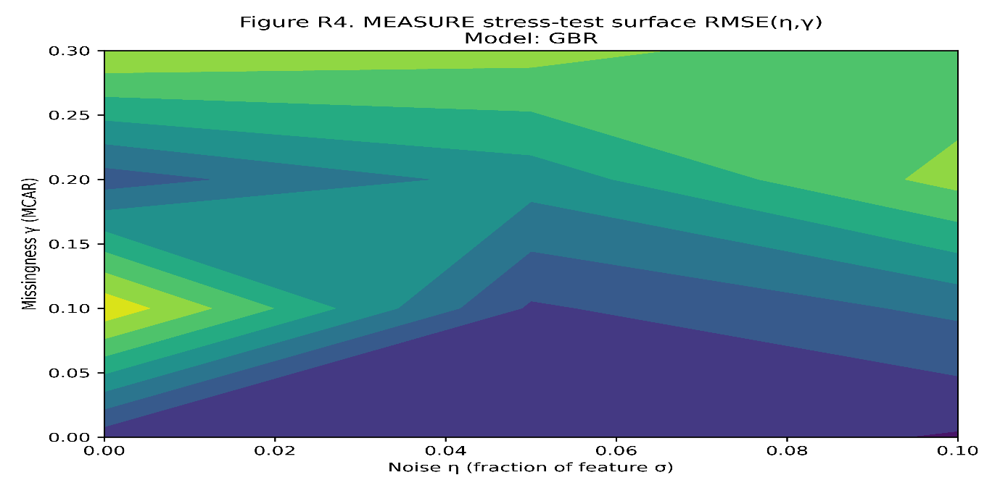 Figure R4. MEASURE stress-test surface RMSE(η,γ)
Model: GBR
0.30
0.25
0.20
0.15
0.10
0.05
0.00
Missingness γ (MCAR)
0.00 0.02 0.04 0.06 0.08 0.10
Noise η (fraction of feature σ)